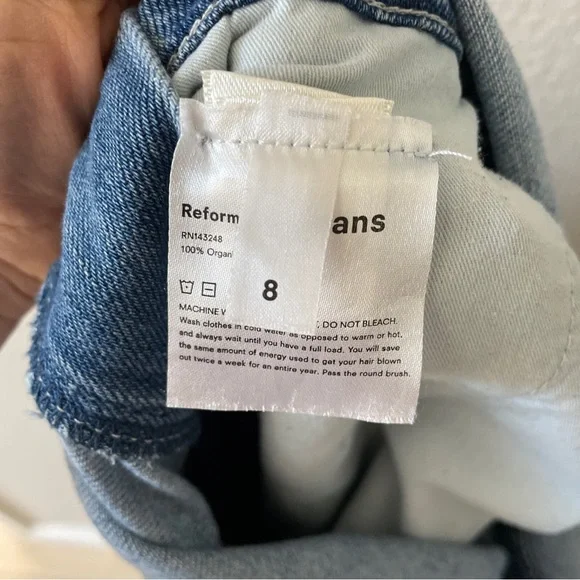 Reform ans
RN143248
100% Organ
8
MACHINE W , DO NOT BLEACH.
Wash clothes in cold water as opposed to warm or hot,
and always wait until you have a full load. You will save
the same amount of energy used to get your hair blown
out twice a week for an entire year. Pass the round brush.